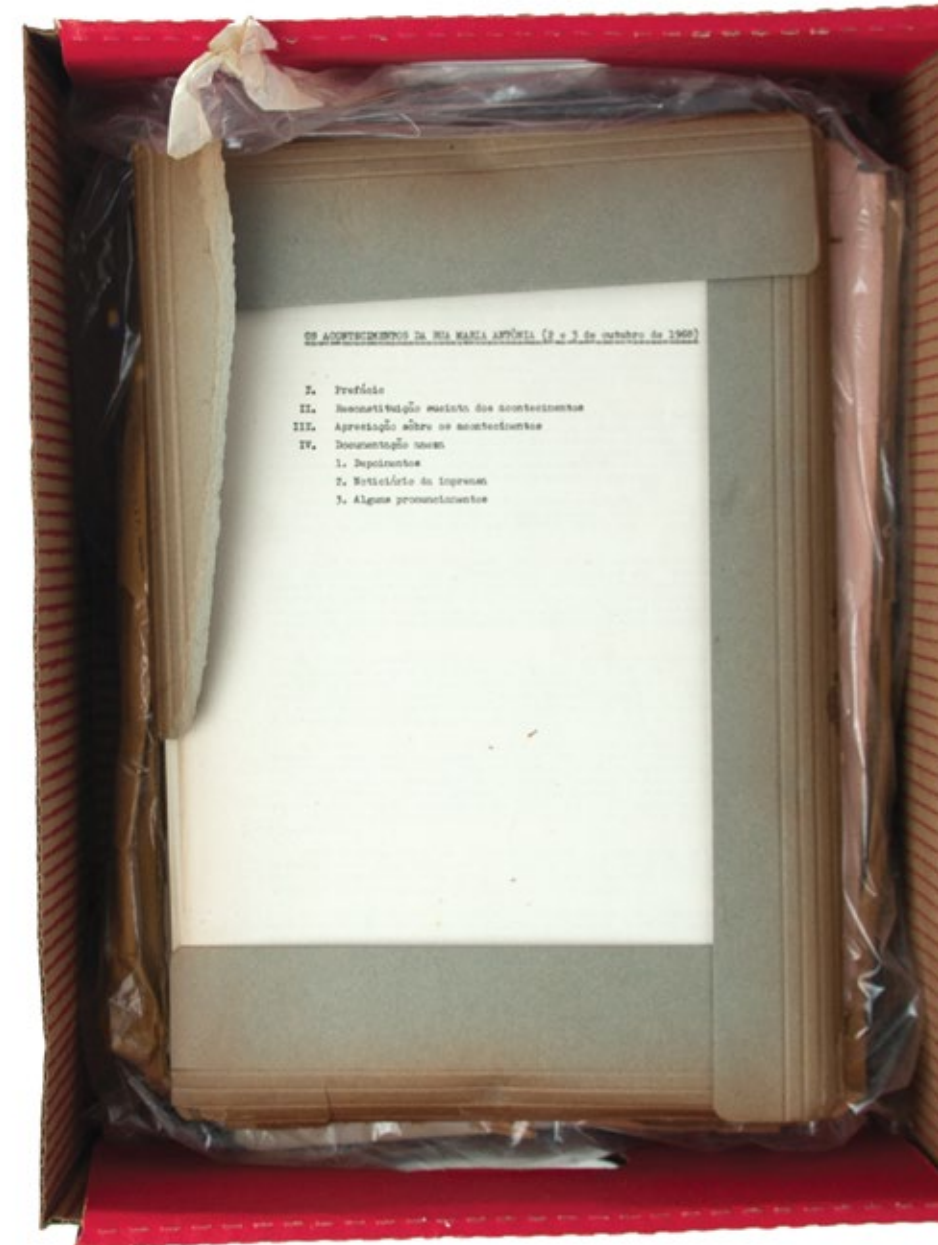 OS ACONTECIMENTOS DA RUA MARIA ANTÔNIA (2 e 3 de outubro de 1968)
I. Prefácio
II. Reconstituição sucinta dos acontecimentos
III. Apreciação sôbre os acontecimentos
IV. Documentação anexa
1. Depoimentos
2. Noticiário da imprensa
3. Alguns pronunciamentos